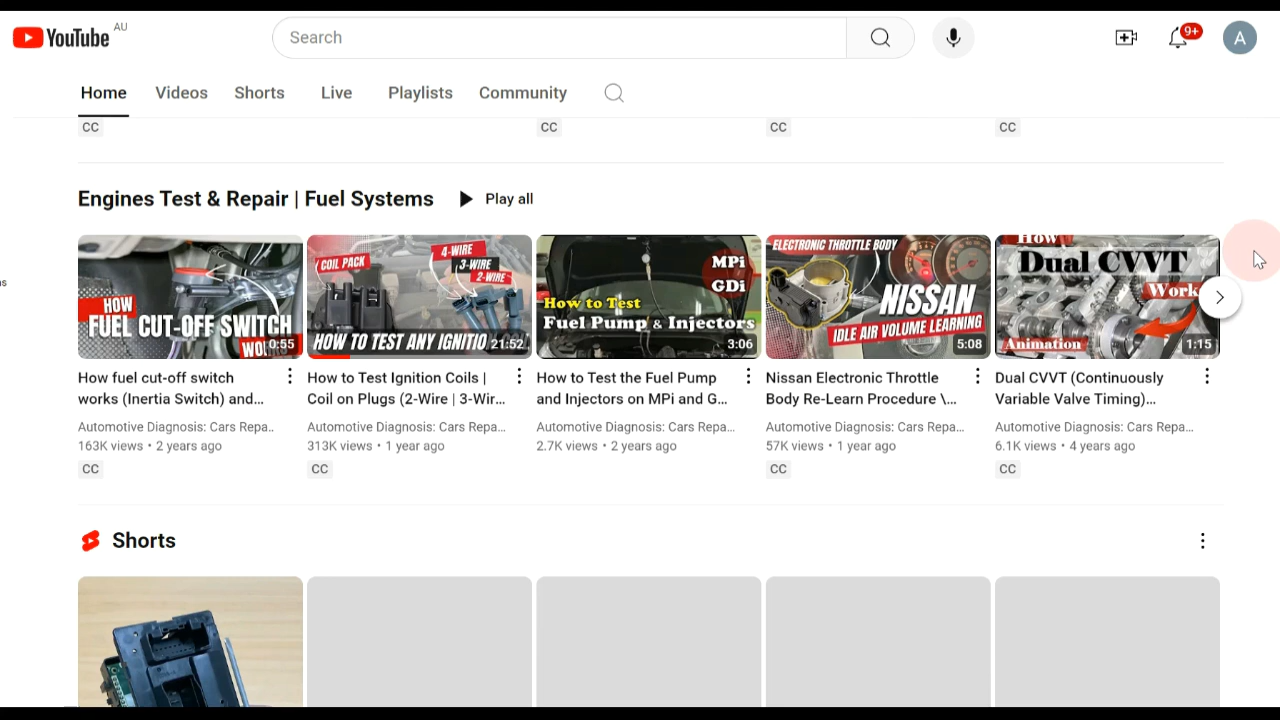 YouTube AU
Search
9+
A
Home Videos Shorts Live Playlists Community
CC CC CC CC
Engines Test & Repair | Fuel Systems Play all
HOW
FUEL CUT-OFF SWITCH
0:55
COIL PACK
4-WIRE
3-WIRE
2-WIRE
HOW TO TEST ANY IGNITIO
21:52
MPi
GDi
How to Test
Fuel Pump & Injectors
3:06
ELECTRONIC THROTTLE BODY
NISSAN
IDLE AIR VOLUME LEARNING
5:08
How
Dual CVVT
Work
Animation
1:15
How fuel cut-off switch
works (Inertia Switch) and...
Automotive Diagnosis: Cars Repa...
163K views • 2 years ago
CC
How to Test Ignition Coils |
Coil on Plugs (2-Wire | 3-Wir...
Automotive Diagnosis: Cars Repa...
313K views • 1 year ago
CC
How to Test the Fuel Pump
and Injectors on MPi and G...
Automotive Diagnosis: Cars Repa...
2.7K views • 2 years ago
Nissan Electronic Throttle
Body Re-Learn Procedure \...
Automotive Diagnosis: Cars Repa...
57K views • 1 year ago
CC
Dual CVVT (Continuously
Variable Valve Timing)...
Automotive Diagnosis: Cars Repa...
6.1K views • 4 years ago
CC
Shorts